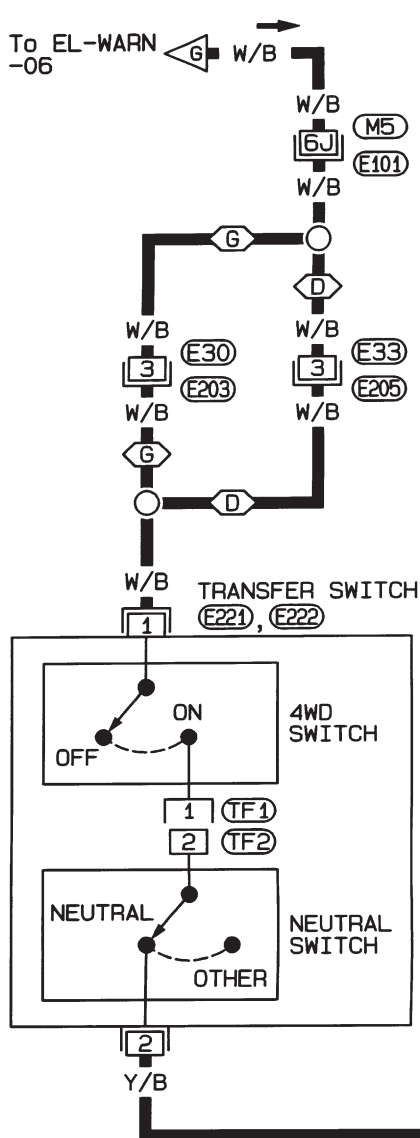 To EL-WARN
-06
G W/B
W/B
6J M5
E101
W/B
G
D
W/B W/B
3 E30 3 E33
E203 E205
W/B W/B
G
D
W/B
TRANSFER SWITCH
1 E221 , E222
ON
OFF
4WD
SWITCH
1 TF1
2 TF2
NEUTRAL
OTHER
NEUTRAL
SWITCH
2
Y/B